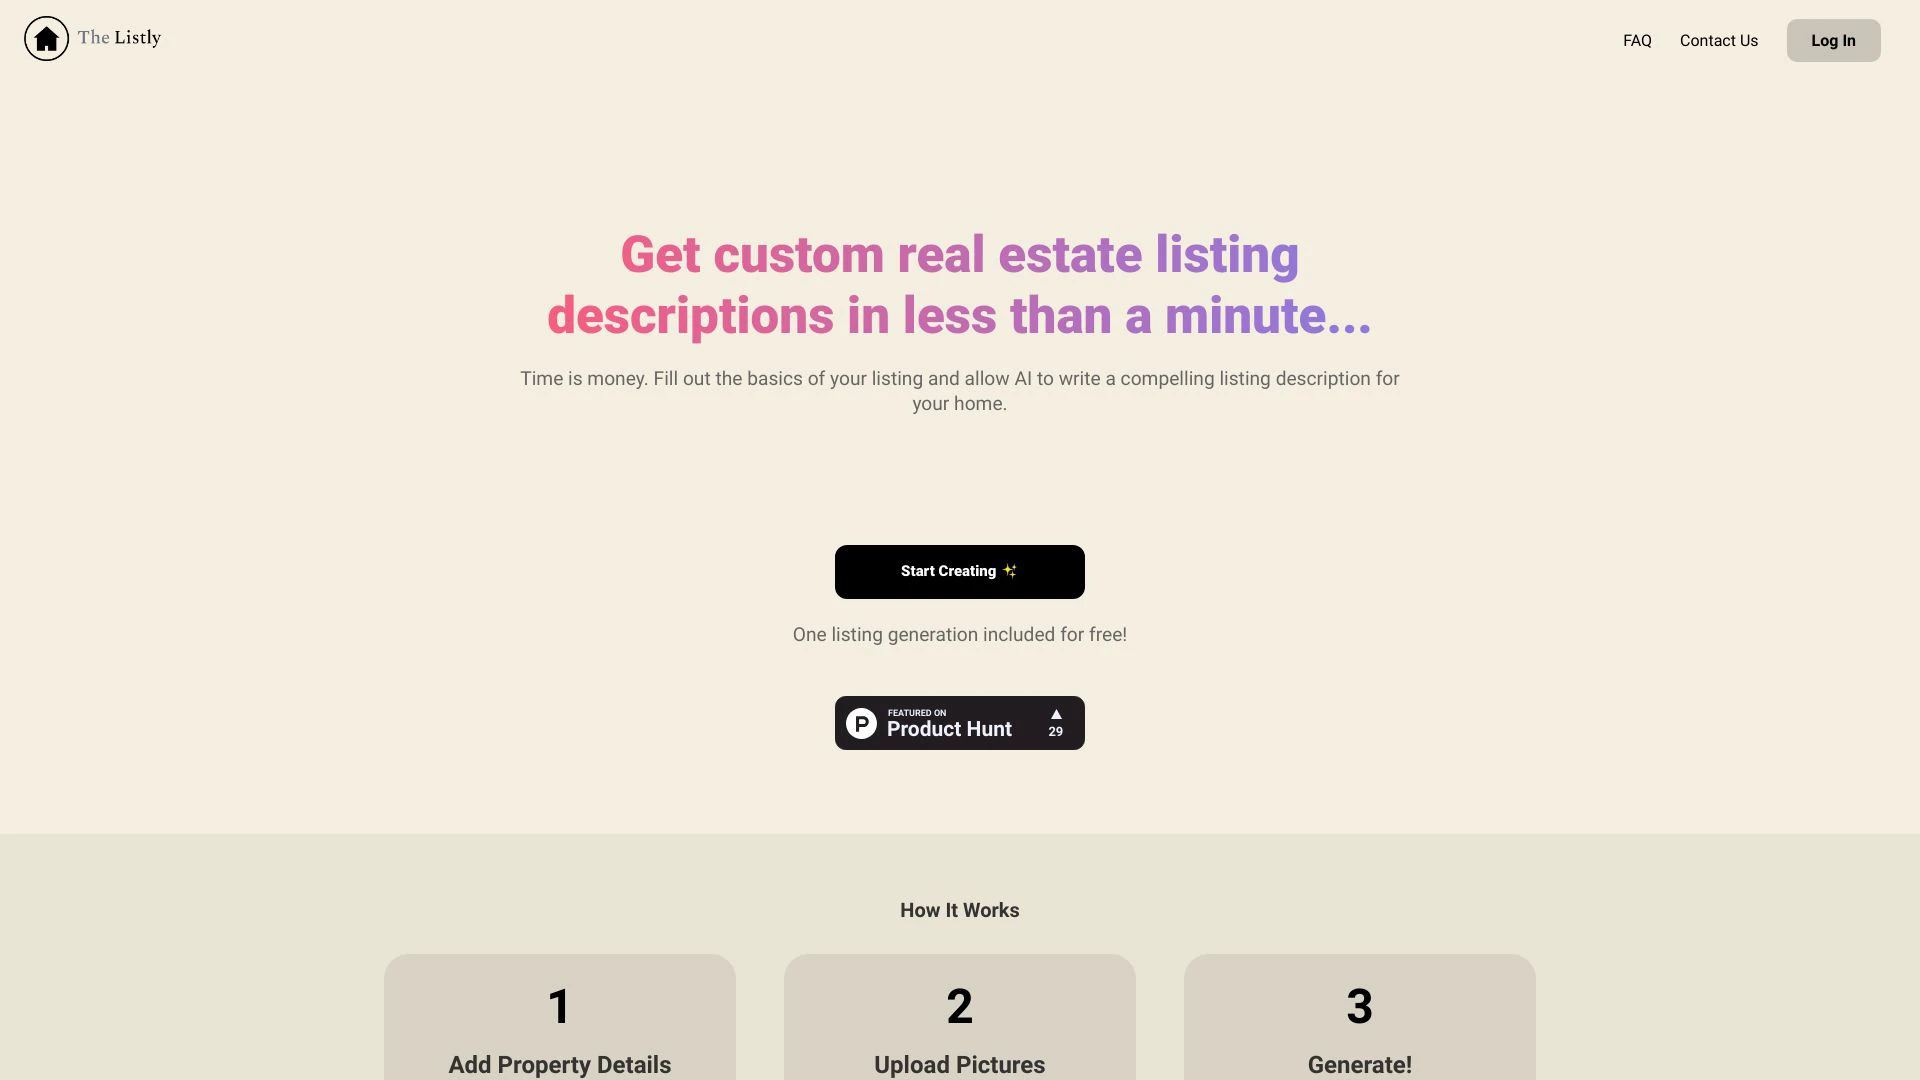 The Listly
FAQ
Contact Us
Log In
Get custom real estate listing
descriptions in less than a minute...
Time is money. Fill out the basics of your listing and allow AI to write a compelling listing description for
your home.
Start Creating ✨
One listing generation included for free!
P
FEATURED ON
Product Hunt
▲
29
How It Works
1
Add Property Details
2
Upload Pictures
3
Generate!